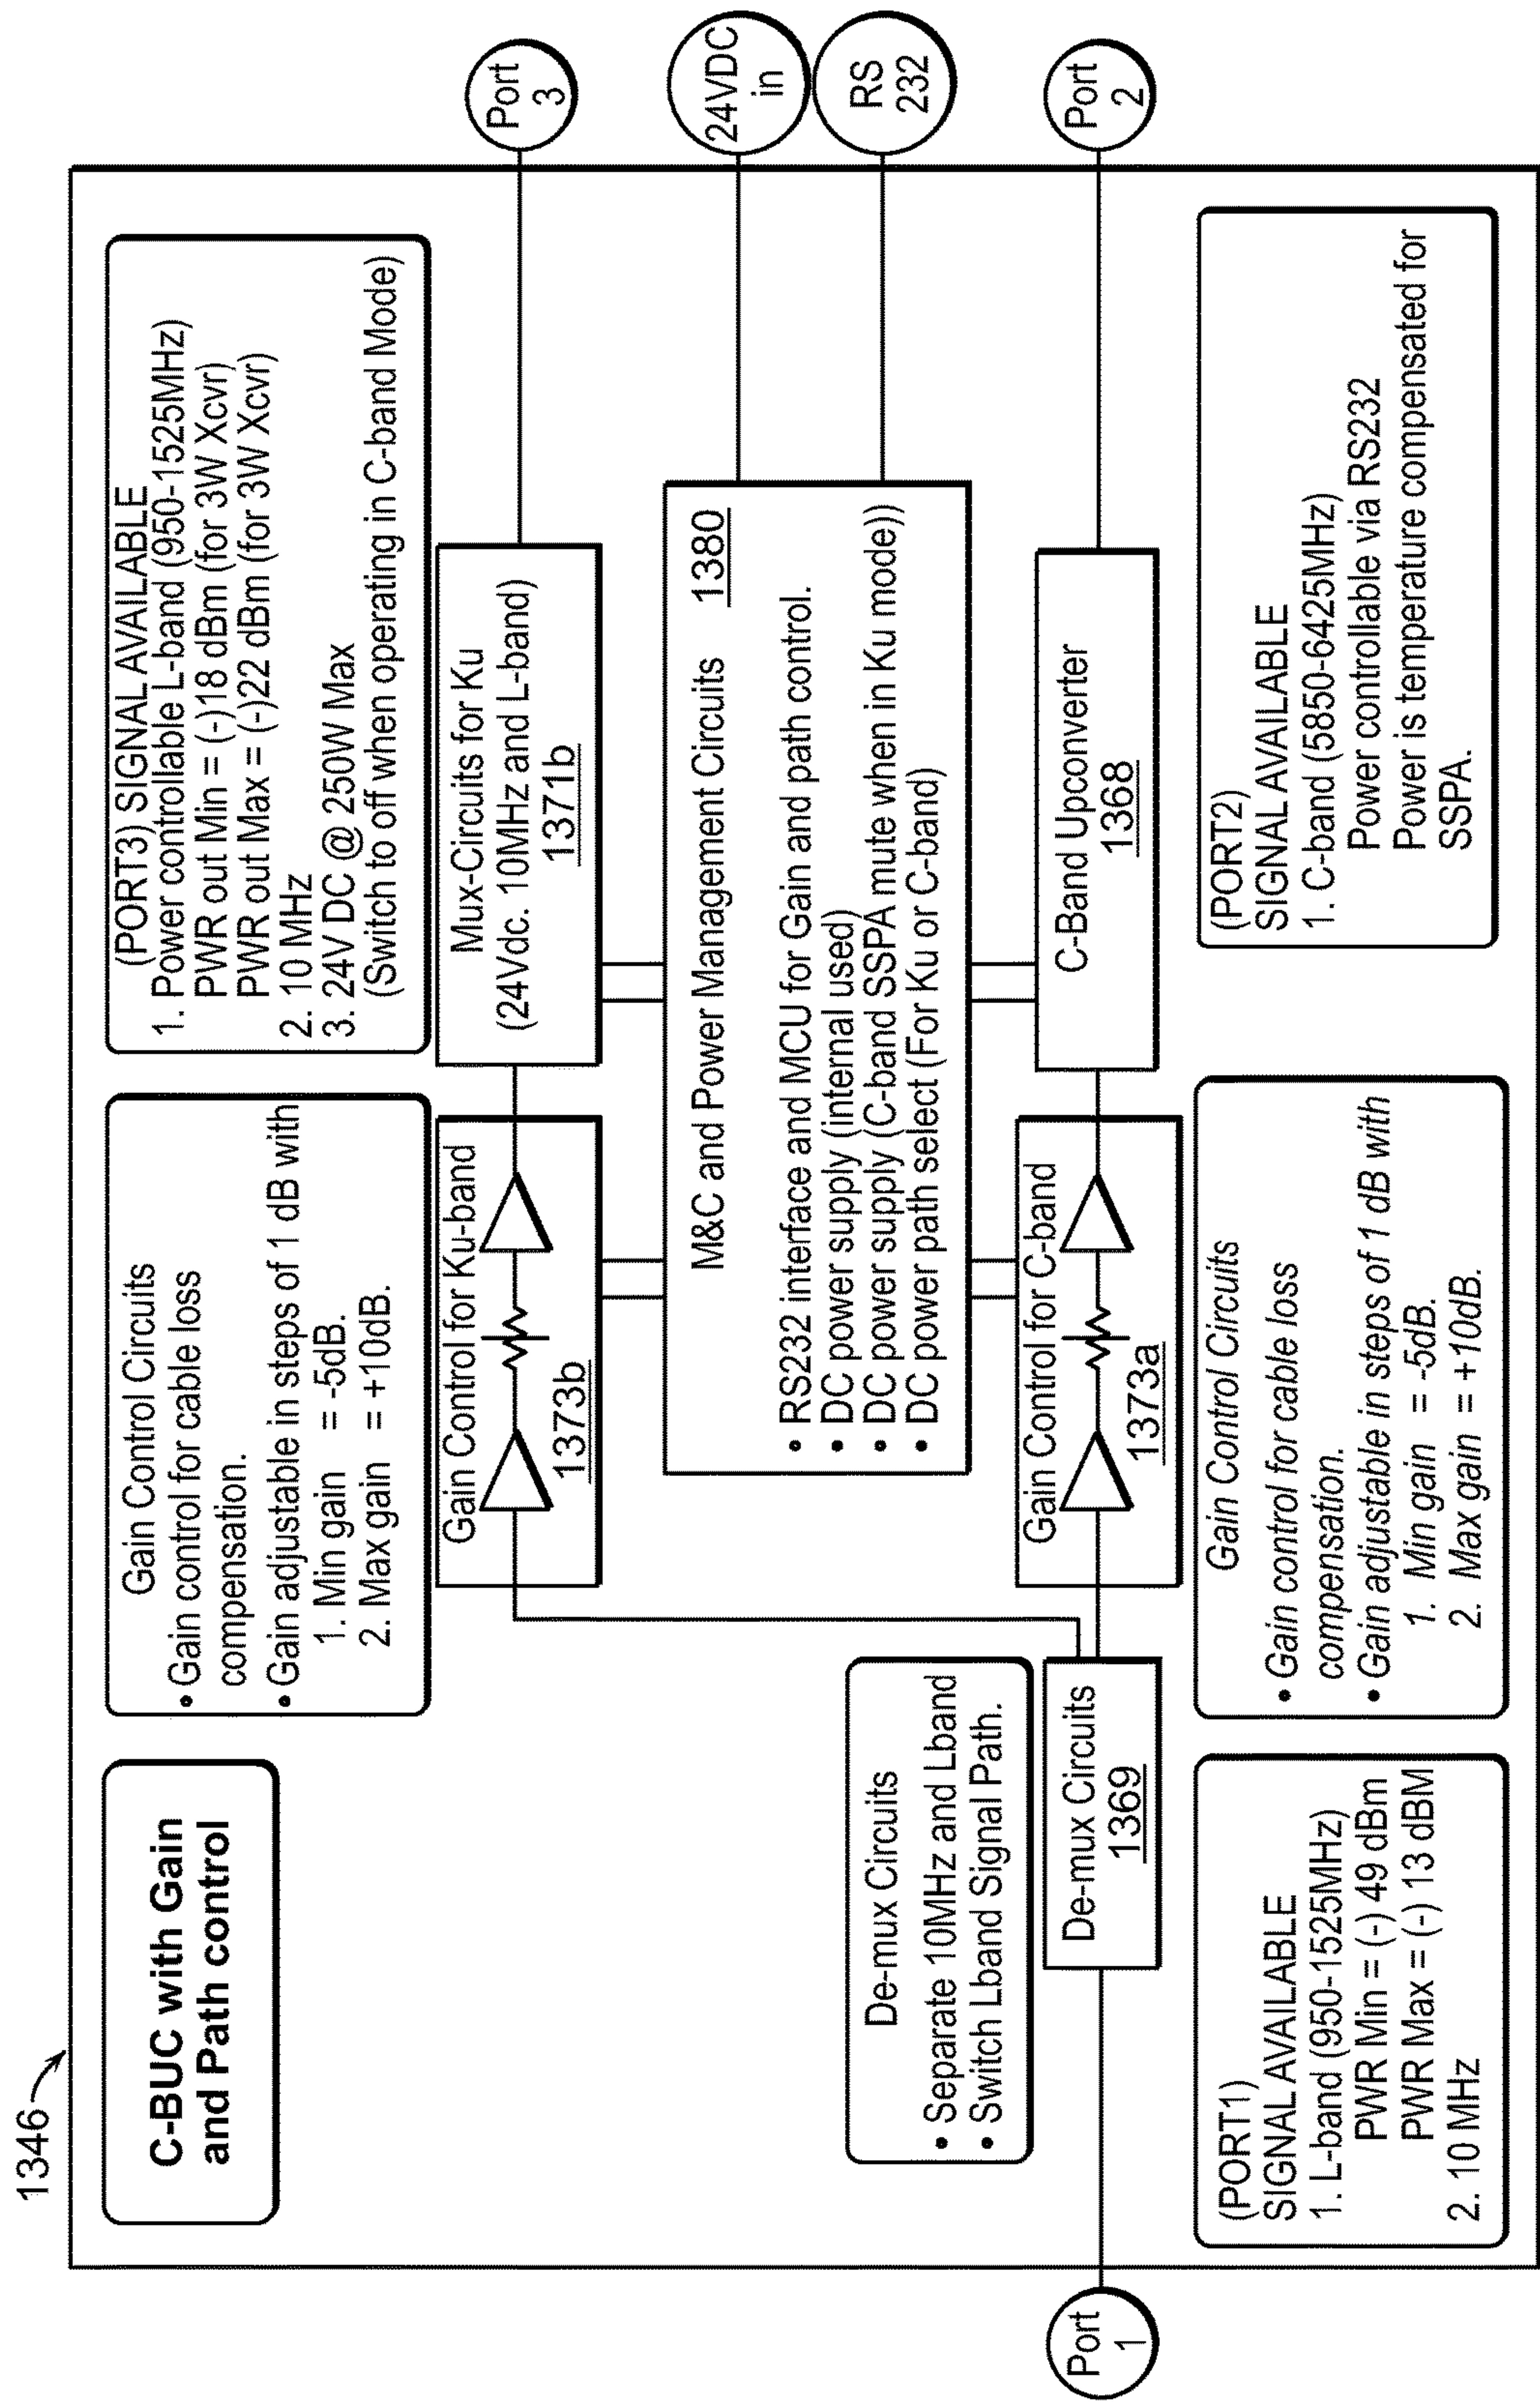 1346
C-BUC with Gain
and Path control
Gain Control Circuits
• Gain control for cable loss
compensation.
• Gain adjustable in steps of 1 dB with
1. Min gain = -5dB.
2. Max gain = +10dB.
(PORT3) SIGNAL AVAILABLE
1. Power controllable L-band (950-1525MHz)
PWR out Min = (-)18 dBm (for 3W Xcvr)
PWR out Max = (-)22 dBm (for 3W Xcvr)
2. 10 MHz
3. 24V DC @ 250W Max
(Switch to off when operating in C-band Mode)
Gain Control for Ku-band
1373b
Mux-Circuits for Ku
(24Vdc. 10MHz and L-band)
1371b
Port
3
M&C and Power Management Circuits 1380
• RS232 interface and MCU for Gain and path control.
• DC power supply (internal used)
• DC power supply (C-band SSPA mute when in Ku mode))
• DC power path select (For Ku or C-band)
24VDC
in
RS
232
De-mux Circuits
• Separate 10MHz and Lband
• Switch Lband Signal Path.
Port
1
De-mux Circuits
1369
Gain Control for C-band
1373a
C-Band Upconverter
1368
Port
2
(PORT1)
SIGNAL AVAILABLE
1. L-band (950-1525MHz)
PWR Min = (-) 49 dBm
PWR Max = (-) 13 dBM
2. 10 MHz
Gain Control Circuits
• Gain control for cable loss
compensation.
• Gain adjustable in steps of 1 dB with
1. Min gain = -5dB.
2. Max gain = +10dB.
(PORT2)
SIGNAL AVAILABLE
1. C-band (5850-6425MHz)
Power controllable via RS232
Power is temperature compensated for
SSPA.